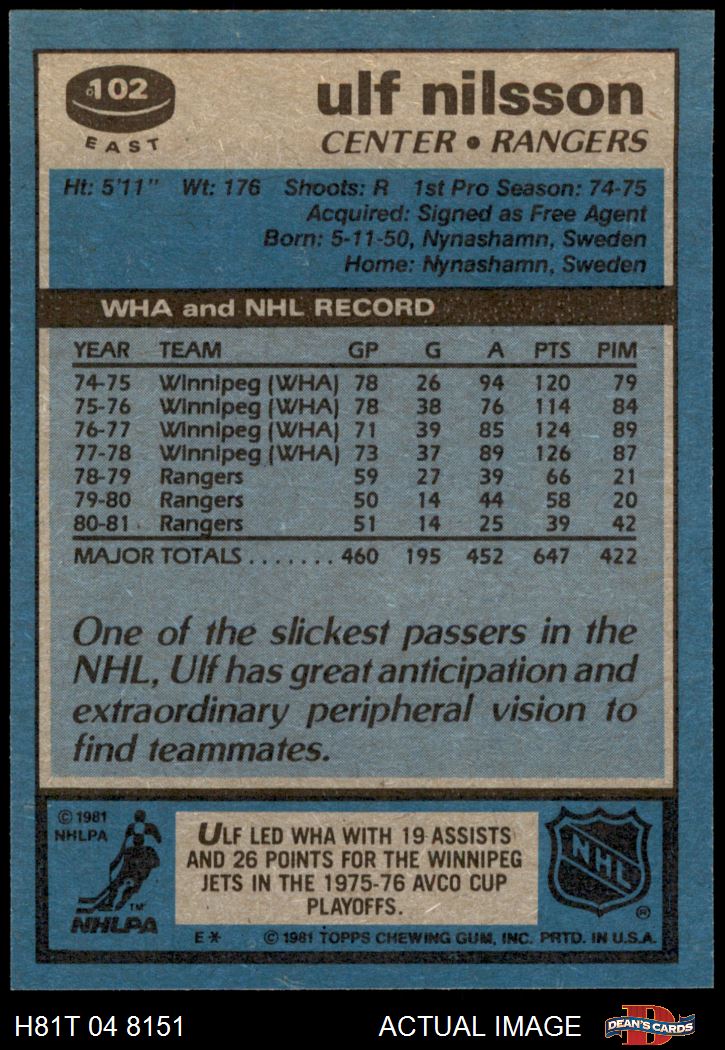 102
EAST
ulf nilsson
CENTER • RANGERS
Ht: 5'11" Wt: 176 Shoots: R 1st Pro Season: 74-75
Acquired: Signed as Free Agent
Born: 5-11-50, Nynashamn, Sweden
Home: Nynashamn, Sweden
WHA and NHL RECORD
YEAR TEAM GP G A PTS PIM
74-75 Winnipeg (WHA) 78 26 94 120 79
75-76 Winnipeg (WHA) 78 38 76 114 84
76-77 Winnipeg (WHA) 71 39 85 124 89
77-78 Winnipeg (WHA) 73 37 89 126 87
78-79 Rangers 59 27 39 66 21
79-80 Rangers 50 14 44 58 20
80-81 Rangers 51 14 25 39 42
MAJOR TOTALS ....... 460 195 452 647 422
One of the slickest passers in the
NHL, Ulf has great anticipation and
extraordinary peripheral vision to
find teammates.
© 1981
NHLPA
TM
NHLPA
ULF LED WHA WITH 19 ASSISTS
AND 26 POINTS FOR THE WINNIPEG
JETS IN THE 1975-76 AVCO CUP
PLAYOFFS.
NHL
®
E* © 1981 TOPPS CHEWING GUM, INC. PRTD. IN U.S.A.
H81T 04 8151 ACTUAL IMAGE
D
DEAN'S CARDS